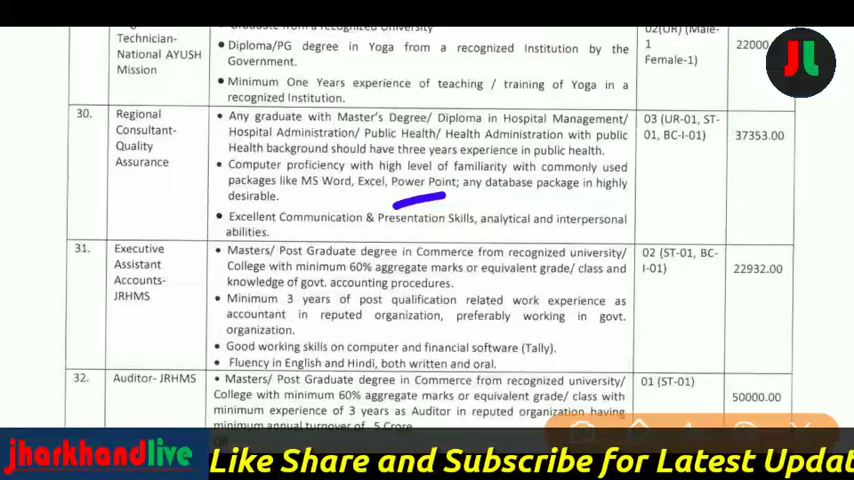 Technician-
National AYUSH
Mission
● Diploma/PG degree in Yoga from a recognized Institution by the
Government.
● Minimum One Years experience of teaching / training of Yoga in a
recognized Institution.
02(UR) (Male-
1
Female-1)
22000
30.
Regional
Consultant-
Quality
Assurance
● Any graduate with Master's Degree/ Diploma in Hospital Management/
Hospital Administration/ Public Health/ Health Administration with public
Health background should have three years experience in public health.
● Computer proficiency with high level of familiarity with commonly used
packages like MS Word, Excel, Power Point; any database package in highly
desirable.
● Excellent Communication & Presentation Skills, analytical and interpersonal
abilities.
03 (UR-01, ST-
01, BC-I-01)
37353.00
31.
Executive
Assistant
Accounts-
JRHMS
● Masters/ Post Graduate degree in Commerce from recognized university/
College with minimum 60% aggregate marks or equivalent grade/ class and
knowledge of govt. accounting procedures.
● Minimum 3 years of post qualification related work experience as
accountant in reputed organization, preferably working in govt.
organization.
● Good working skills on computer and financial software (Tally).
● Fluency in English and Hindi, both written and oral.
02 (ST-01, BC-
I-01)
22932.00
32.
Auditor- JRHMS
● Masters/ Post Graduate degree in Commerce from recognized university/
College with minimum 60% aggregate marks or equivalent grade/ class with
minimum experience of 3 years as Auditor in reputed organization having
minimum annual turnover of 5 Crore.
OR
01 (ST-01)
50000.00
JL
jharkhandlive
Like Share and Subscribe for Latest Updat